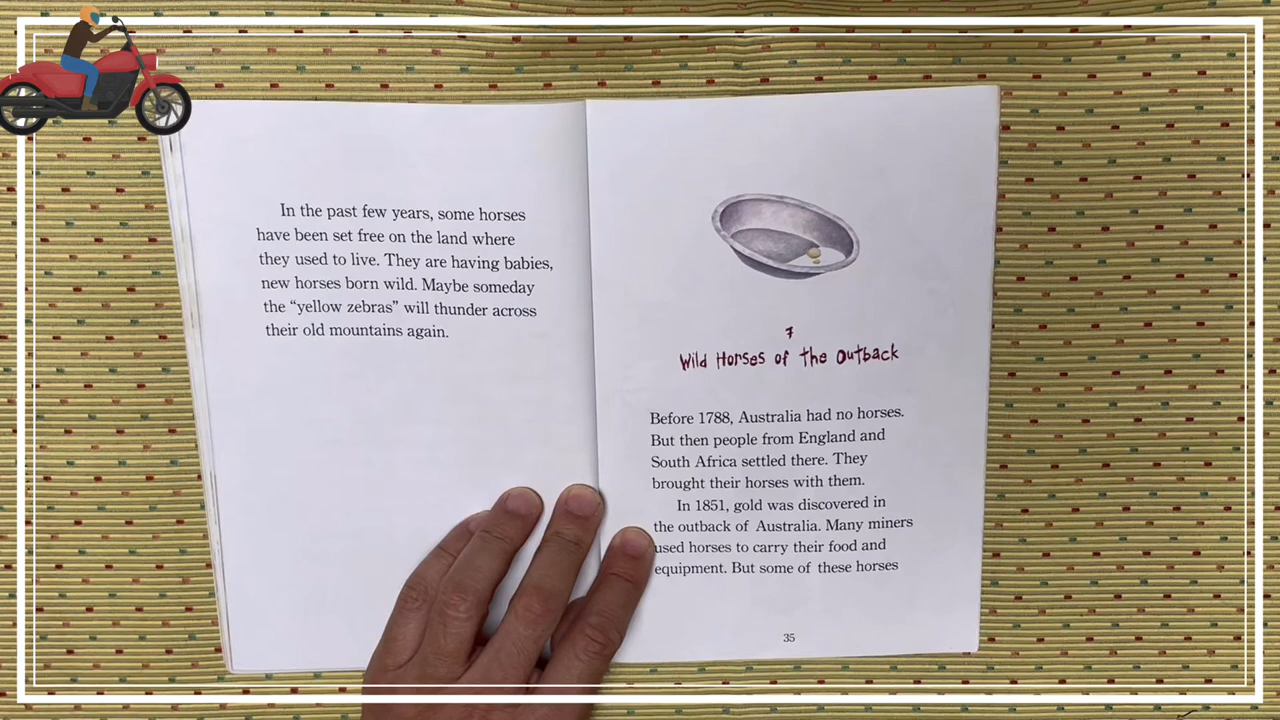 In the past few years, some horses
have been set free on the land where
they used to live. They are having babies,
new horses born wild. Maybe someday
the “yellow zebras” will thunder across
their old mountains again.
7
Wild Horses of the Outback
Before 1788, Australia had no horses.
But then people from England and
South Africa settled there. They
brought their horses with them.
In 1851, gold was discovered in
the outback of Australia. Many miners
used horses to carry their food and
equipment. But some of these horses
35